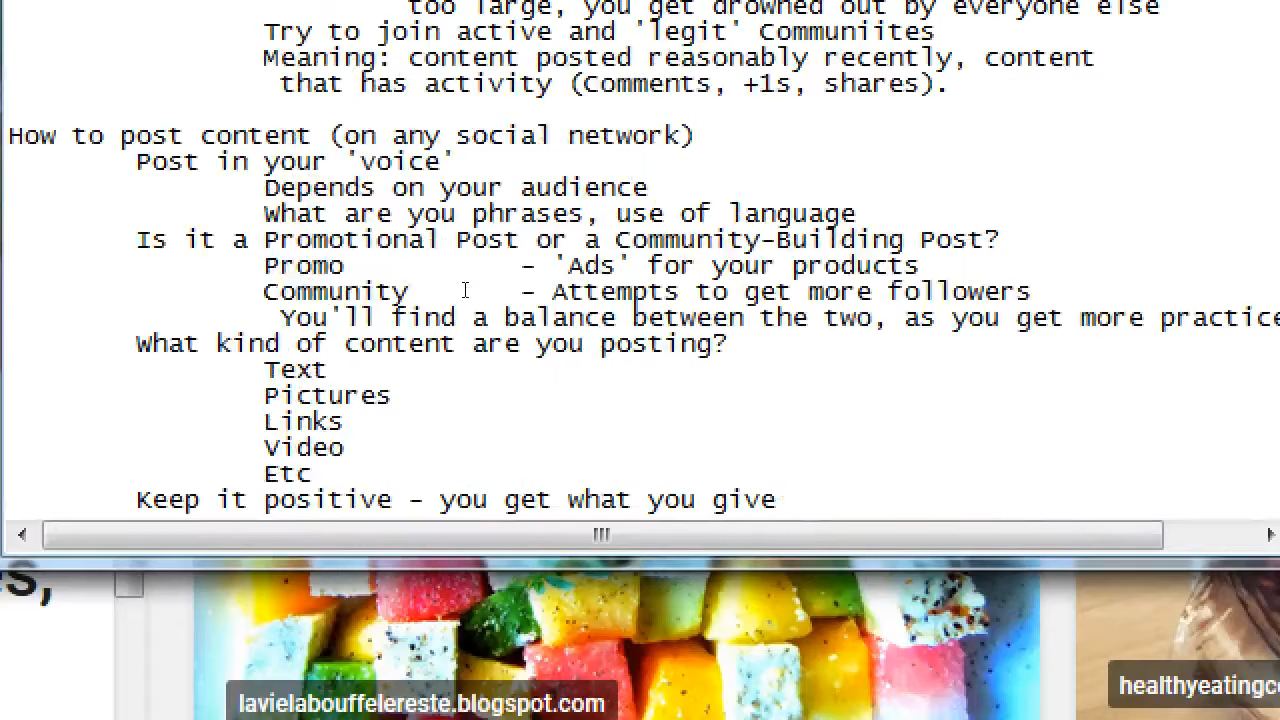 too large, you get drowned out by everyone else
Try to join active and 'legit' Communiites
Meaning: content posted reasonably recently, content
that has activity (Comments, +1s, shares).
How to post content (on any social network)
Post in your 'voice'
Depends on your audience
What are you phrases, use of language
Is it a Promotional Post or a Community-Building Post?
Promo - 'Ads' for your products
Community - Attempts to get more followers
You'll find a balance between the two, as you get more practice
What kind of content are you posting?
Text
Pictures
Links
Video
Etc
Keep it positive - you get what you give
lavielabouffelereste.blogspot.com